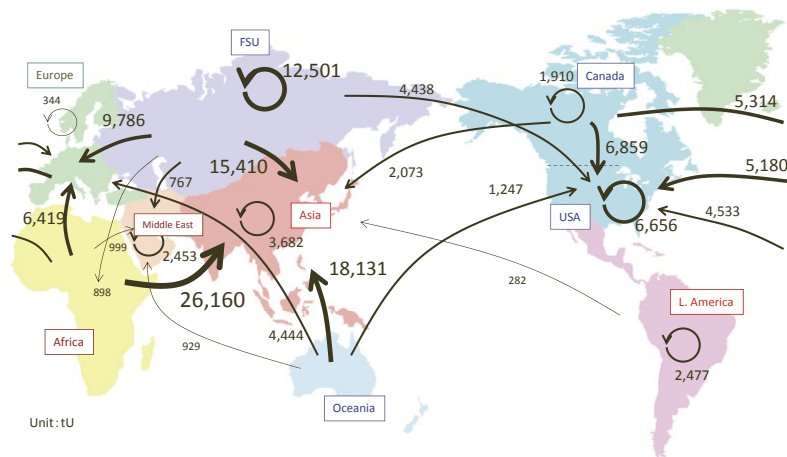 FSU
12,501
1,910
Canada
Europe
344
4,438
5,314
9,786
6,859
15,410
2,073
5,180
767
1,247
Asia
USA
6,656
4,533
6,419
Middle East
999
2,453
3,682
18,131
282
898
26,160
L. America
Africa
929
4,444
2,477
Oceania
Unit:tU